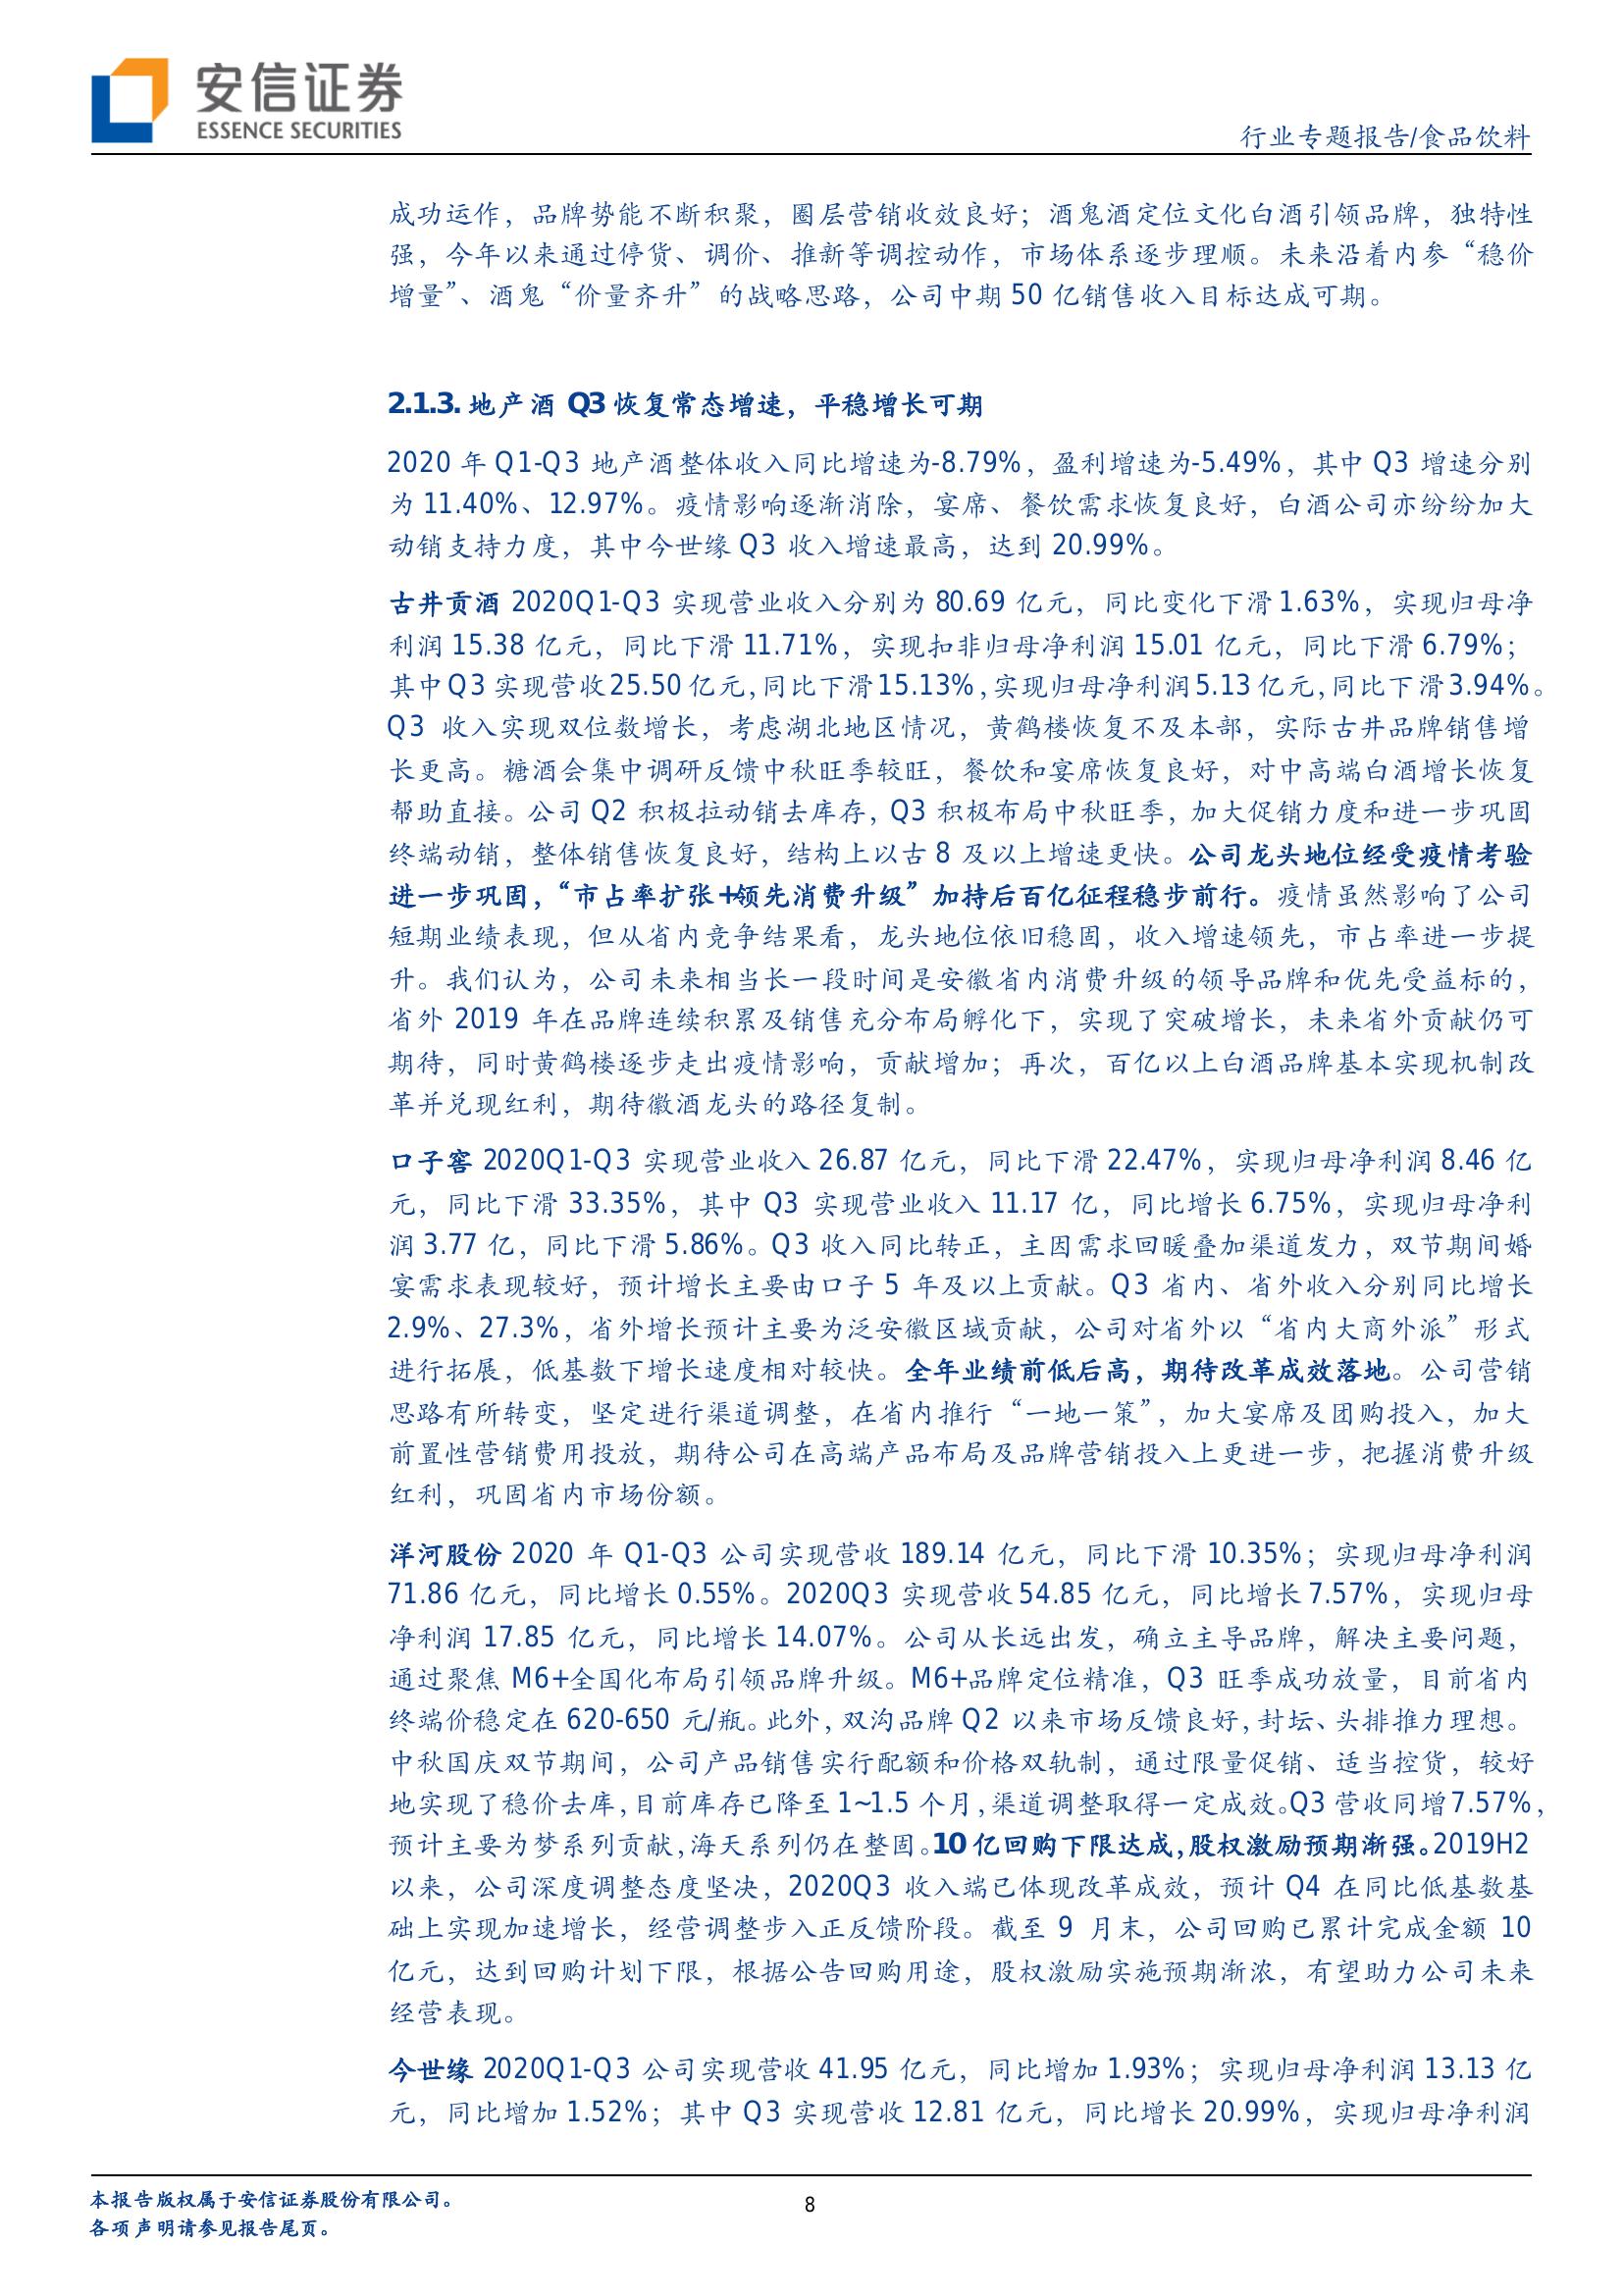 安信证券
ESSENCE SECURITIES
行业专题报告/食品饮料
成功运作，品牌势能不断积聚，圈层营销收效良好；酒鬼酒定位文化白酒引领品牌，独特性
强，今年以来通过停货、调价、推新等调控动作，市场体系逐步理顺。未来沿着内参“稳价
增量”、酒鬼“价量齐升”的战略思路，公司中期 50 亿销售收入目标达成可期。
2.1.3. 地产酒 Q3 恢复常态增速，平稳增长可期
2020 年 Q1-Q3 地产酒整体收入同比增速为-8.79%，盈利增速为-5.49%，其中 Q3 增速分别
为 11.40%、12.97%。疫情影响逐渐消除，宴席、餐饮需求恢复良好，白酒公司亦纷纷加大
动销支持力度，其中今世缘 Q3 收入增速最高，达到 20.99%。
古井贡酒 2020Q1-Q3 实现营业收入分别为 80.69 亿元，同比变化下滑 1.63%，实现归母净
利润 15.38 亿元，同比下滑 11.71%，实现扣非归母净利润 15.01 亿元，同比下滑 6.79%；
其中 Q3 实现营收 25.50 亿元，同比下滑 15.13%，实现归母净利润 5.13 亿元，同比下滑 3.94%。
Q3 收入实现双位数增长，考虑湖北地区情况，黄鹤楼恢复不及本部，实际古井品牌销售增
长更高。糖酒会集中调研反馈中秋旺季较旺，餐饮和宴席恢复良好，对中高端白酒增长恢复
帮助直接。公司 Q2 积极拉动销去库存，Q3 积极布局中秋旺季，加大促销力度和进一步巩固
终端动销，整体销售恢复良好，结构上以古 8 及以上增速更快。公司龙头地位经受疫情考验
进一步巩固，“市占率扩张+领先消费升级”加持后百亿征程稳步前行。疫情虽然影响了公司
短期业绩表现，但从省内竞争结果看，龙头地位依旧稳固，收入增速领先，市占率进一步提
升。我们认为，公司未来相当长一段时间是安徽省内消费升级的领导品牌和优先受益标的，
省外 2019 年在品牌连续积累及销售充分布局孵化下，实现了突破增长，未来省外贡献仍可
期待，同时黄鹤楼逐步走出疫情影响，贡献增加；再次，百亿以上白酒品牌基本实现机制改
革并兑现红利，期待徽酒龙头的路径复制。
口子窖 2020Q1-Q3 实现营业收入 26.87 亿元，同比下滑 22.47%，实现归母净利润 8.46 亿
元，同比下滑 33.35%，其中 Q3 实现营业收入 11.17 亿，同比增长 6.75%，实现归母净利
润 3.77 亿，同比下滑 5.86%。Q3 收入同比转正，主因需求回暖叠加渠道发力，双节期间婚
宴需求表现较好，预计增长主要由口子 5 年及以上贡献。Q3 省内、省外收入分别同比增长
2.9%、27.3%，省外增长预计主要为泛安徽区域贡献，公司对省外以“省内大商外派”形式
进行拓展，低基数下增长速度相对较快。全年业绩前低后高，期待改革成效落地。公司营销
思路有所转变，坚定进行渠道调整，在省内推行“一地一策”，加大宴席及团购投入，加大
前置性营销费用投放，期待公司在高端产品布局及品牌营销投入上更进一步，把握消费升级
红利，巩固省内市场份额。
洋河股份 2020 年 Q1-Q3 公司实现营收 189.14 亿元，同比下滑 10.35%；实现归母净利润
71.86 亿元，同比增长 0.55%。2020Q3 实现营收 54.85 亿元，同比增长 7.57%，实现归母
净利润 17.85 亿元，同比增长 14.07%。公司从长远出发，确立主导品牌，解决主要问题，
通过聚焦 M6+全国化布局引领品牌升级。M6+品牌定位精准，Q3 旺季成功放量，目前省内
终端价稳定在 620-650 元/瓶。此外，双沟品牌 Q2 以来市场反馈良好，封坛、头排推力理想。
中秋国庆双节期间，公司产品销售实行配额和价格双轨制，通过限量促销、适当控货，较好
地实现了稳价去库，目前库存已降至 1~1.5 个月，渠道调整取得一定成效。Q3 营收同增 7.57%，
预计主要为梦系列贡献，海天系列仍在整固。10 亿回购下限达成，股权激励预期渐强。2019H2
以来，公司深度调整态度坚决，2020Q3 收入端已体现改革成效，预计 Q4 在同比低基数基
础上实现加速增长，经营调整步入正反馈阶段。截至 9 月末，公司回购已累计完成金额 10
亿元，达到回购计划下限，根据公告回购用途，股权激励实施预期渐浓，有望助力公司未来
经营表现。
今世缘 2020Q1-Q3 公司实现营收 41.95 亿元，同比增加 1.93%；实现归母净利润 13.13 亿
元，同比增加 1.52%；其中 Q3 实现营收 12.81 亿元，同比增长 20.99%，实现归母净利润
本报告版权属于安信证券股份有限公司。
各项声明请参见报告尾页。
8